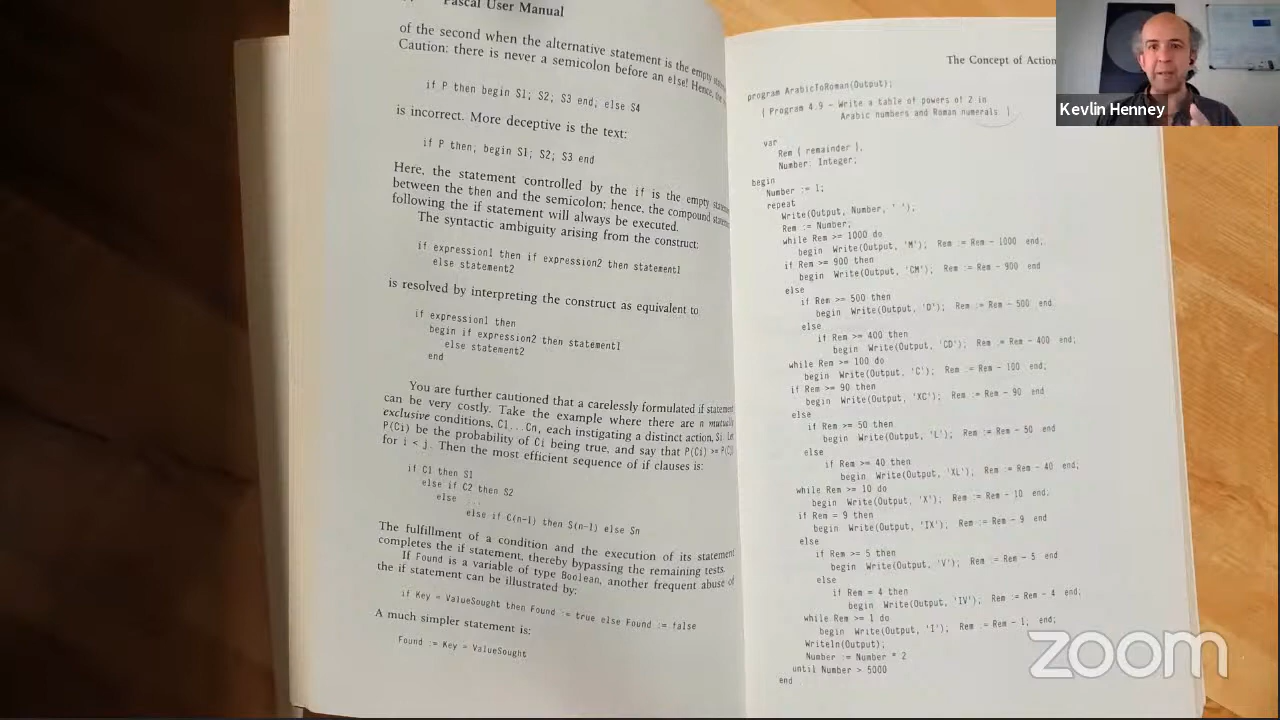 Pascal User Manual
of the second when the alternative statement is the empty
Caution: there is never a semicolon before an else! Hence,
if P then begin S1; S2; S3 end; else S4
is incorrect. More deceptive is the text:
if P then; begin S1; S2; S3 end
Here, the statement controlled by the if is the empty
between the then and the semicolon; hence, the compound
following the if statement will always be executed.
The syntactic ambiguity arising from the construct:
if expression1 then if expression2 then statement1
else statement2
is resolved by interpreting the construct as equivalent to
if expression1 then
begin if expression2 then statement1
else statement2
end
You are further cautioned that a carelessly formulated if statement
can be very costly. Take the example where there are n mutually
exclusive conditions, C1...Cn, each instigating a distinct action, Si.
P(Ci) be the probability of Ci being true, and say that P(Ci) >=
for i < j. Then the most efficient sequence of if clauses is:
if C1 then S1
else if C2 then S2
else ...
else if C(n-1) then S(n-1) else Sn
The fulfillment of a condition and the execution of its statement
completes the if statement, thereby bypassing the remaining tests.
If Found is a variable of type Boolean, another frequent abuse of
the if statement can be illustrated by:
if Key = ValueSought then Found := true else Found := false
A much simpler statement is:
Found := Key = ValueSought
The Concept of Action
program ArabicToRoman(Output);
{ Program 4.9 - Write a table of powers of 2 in
Arabic numbers and Roman numerals }
var
Rem { remainder },
Number: Integer;
begin
Number := 1;
repeat
Write(Output, Number, ' ');
Rem := Number;
while Rem >= 1000 do
begin Write(Output, 'M'); Rem := Rem - 1000 end;
if Rem >= 900 then
begin Write(Output, 'CM'); Rem := Rem - 900 end
else
if Rem >= 500 then
begin Write(Output, 'D'); Rem := Rem - 500 end
else
if Rem >= 400 then
begin Write(Output, 'CD'); Rem := Rem - 400 end;
while Rem >= 100 do
begin Write(Output, 'C'); Rem := Rem - 100 end;
if Rem >= 90 then
begin Write(Output, 'XC'); Rem := Rem - 90 end
else
if Rem >= 50 then
begin Write(Output, 'L'); Rem := Rem - 50 end
else
if Rem >= 40 then
begin Write(Output, 'XL'); Rem := Rem - 40 end;
while Rem >= 10 do
begin Write(Output, 'X'); Rem := Rem - 10 end;
if Rem = 9 then
begin Write(Output, 'IX'); Rem := Rem - 9 end
else
if Rem >= 5 then
begin Write(Output, 'V'); Rem := Rem - 5 end
else
if Rem = 4 then
begin Write(Output, 'IV'); Rem := Rem - 4 end;
while Rem >= 1 do
begin Write(Output, 'I'); Rem := Rem - 1; end;
Writeln(Output);
Number := Number * 2
until Number > 5000
end
Kevlin Henney
zoom